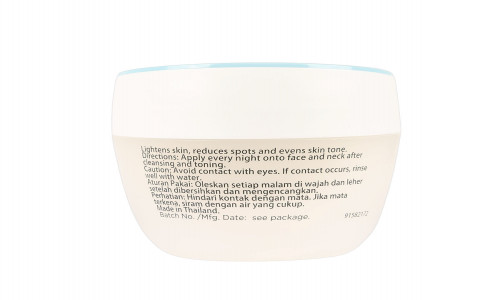 Lightens skin, reduces spots and evens skin tone.
Directions: Apply every night onto face and neck after
cleansing and toning.
Caution: Avoid contact with eyes. If contact occurs, rinse
well with water.
Aturan Pakai: Oleskan setiap malam di wajah dan leher
setelah dibersihkan dan mengencangkan.
Perhatian: Hindari kontak dengan mata. Jika mata
terkena, siram dengan air yang cukup.
Made in Thailand.
Batch No. /Mfg. Date: see package.